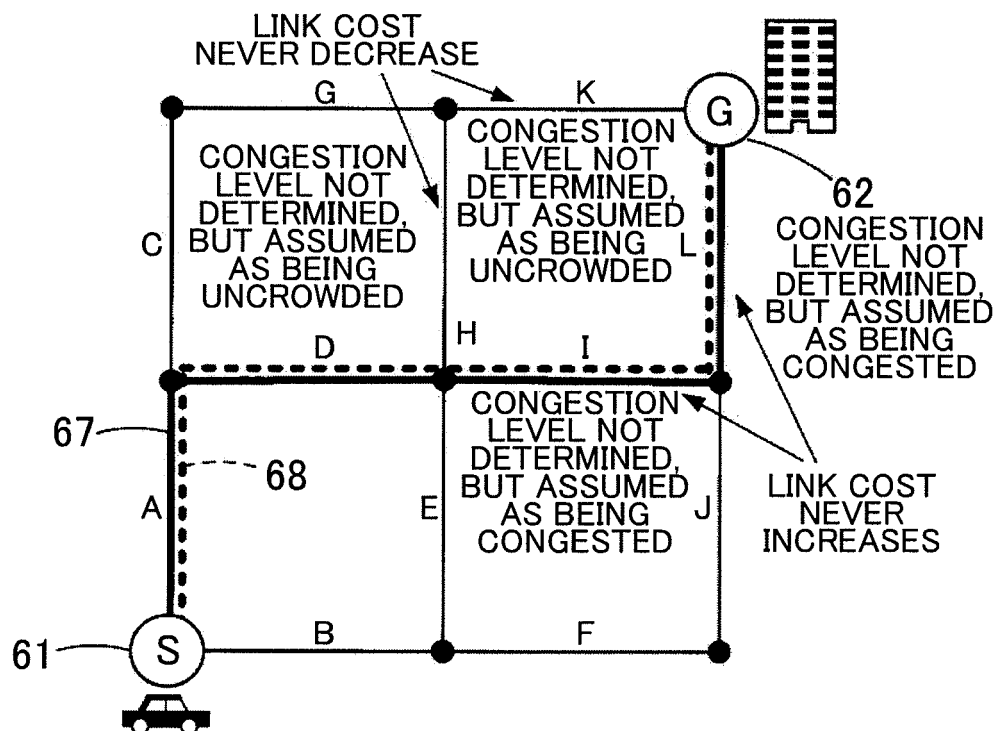 LINK COST
NEVER DECREASE
G
K
G
CONGESTION
LEVEL NOT
DETERMINED,
BUT ASSUMED
AS BEING
UNCROWDED
CONGESTION
LEVEL NOT
DETERMINED,
BUT ASSUMED
AS BEING
UNCROWDED
62
CONGESTION
LEVEL NOT
DETERMINED,
BUT ASSUMED
AS BEING
CONGESTED
C
L
H
D
I
67
68
A
E
CONGESTION
LEVEL NOT
DETERMINED,
BUT ASSUMED
AS BEING
CONGESTED
J
LINK COST
NEVER
INCREASES
61
S
B
F